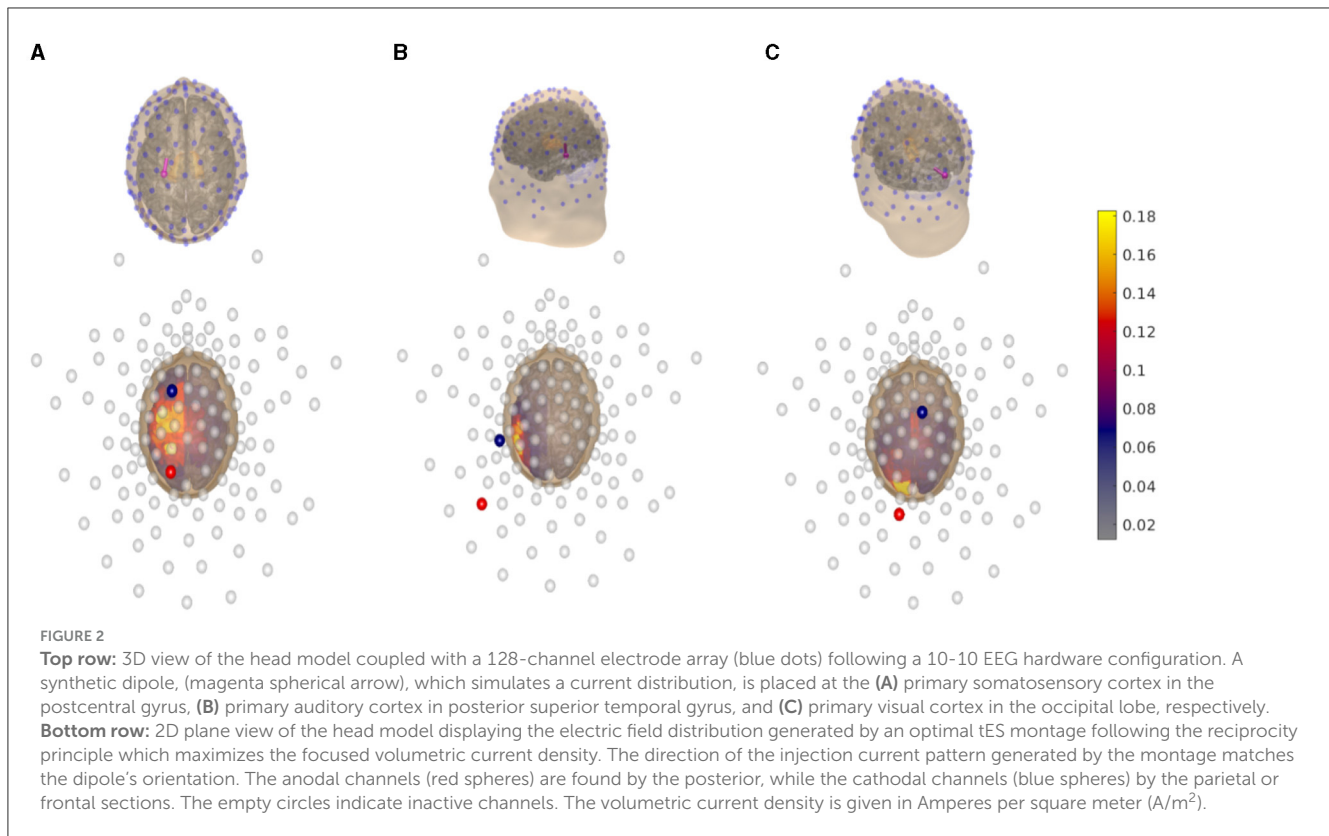 A
B
C
0.18
0.16
0.14
0.12
0.1
0.08
0.06
0.04
0.02
FIGURE 2
Top row: 3D view of the head model coupled with a 128-channel electrode array (blue dots) following a 10-10 EEG hardware configuration. A
synthetic dipole, (magenta spherical arrow), which simulates a current distribution, is placed at the (A) primary somatosensory cortex in the
postcentral gyrus, (B) primary auditory cortex in posterior superior temporal gyrus, and (C) primary visual cortex in the occipital lobe, respectively.
Bottom row: 2D plane view of the head model displaying the electric field distribution generated by an optimal tES montage following the reciprocity
principle which maximizes the focused volumetric current density. The direction of the injection current pattern generated by the montage matches
the dipole's orientation. The anodal channels (red spheres) are found by the posterior, while the cathodal channels (blue spheres) by the parietal or
frontal sections. The empty circles indicate inactive channels. The volumetric current density is given in Amperes per square meter (A/m²).